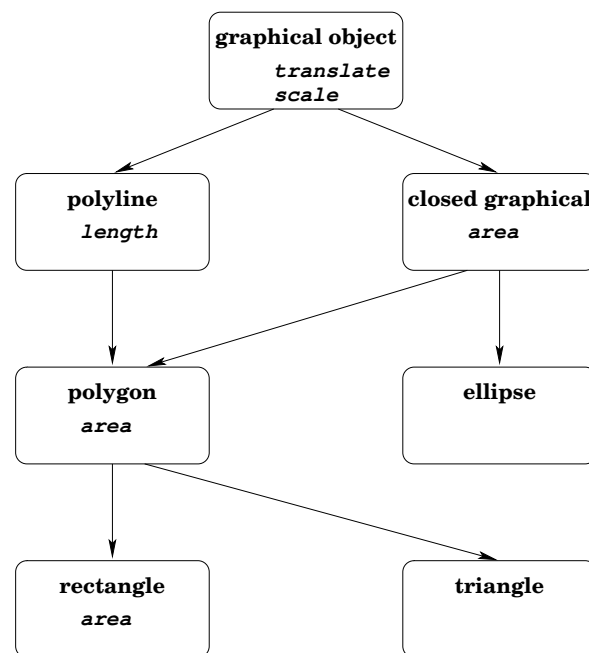 graphical object
translate
scale
polyline
length
closed graphical
area
polygon
area
ellipse
rectangle
area
triangle